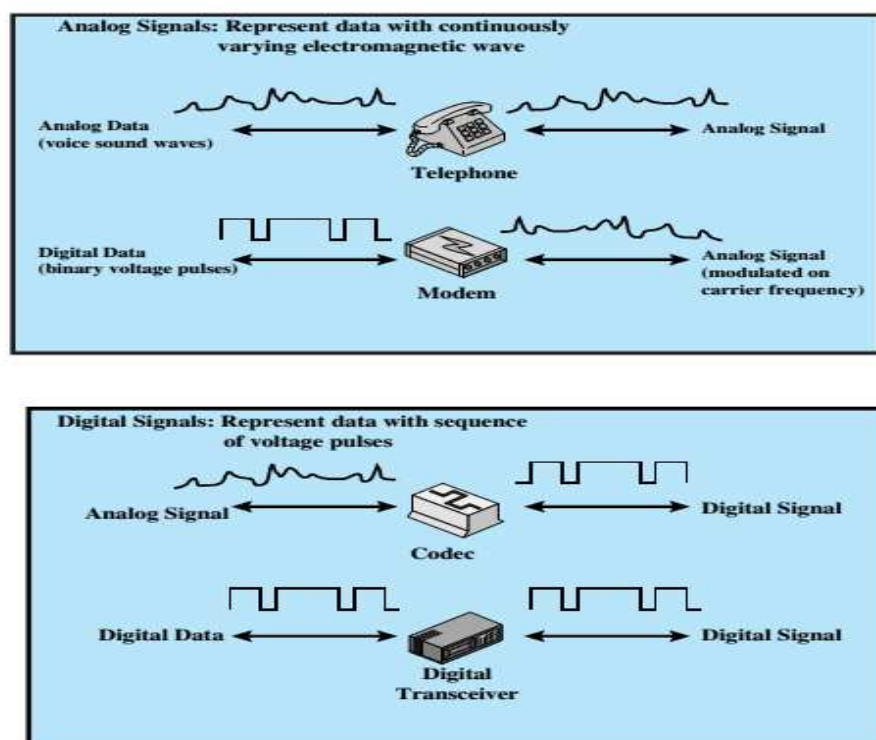 Analog Signals: Represent data with continuously
varying electromagnetic wave
Analog Data
(voice sound waves)
Analog Signal
Telephone
Digital Data
(binary voltage pulses)
Analog Signal
(modulated on
carrier frequency)
Modem
Digital Signals: Represent data with sequence
of voltage pulses
Analog Signal
Digital Signal
Codec
Digital Data
Digital Signal
Digital
Transceiver